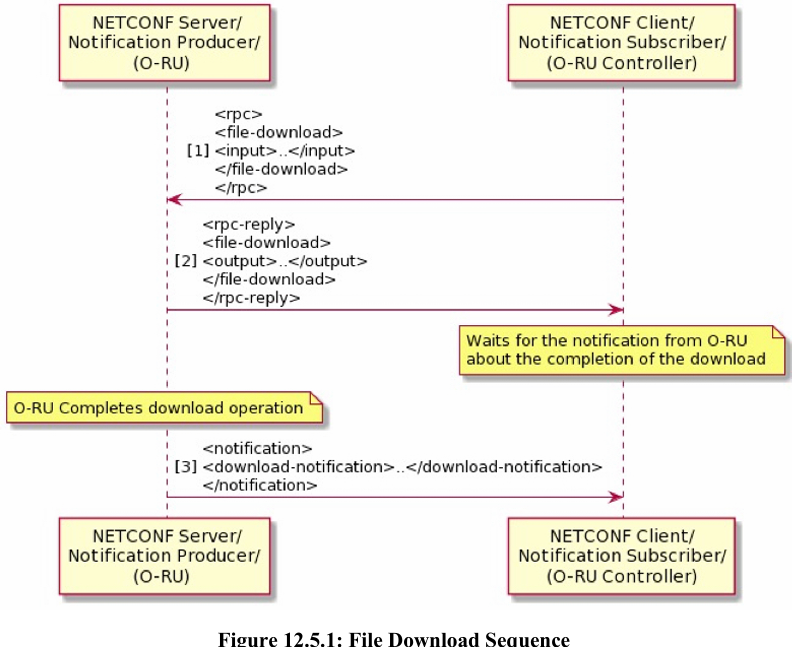 NETCONF Server/
Notification Producer/
(O-RU)
NETCONF Client/
Notification Subscriber/
(O-RU Controller)
<rpc>
<file-download>
[1] <input>..</input>
</file-download>
</rpc>
<rpc-reply>
<file-download>
[2] <output>..</output>
</file-download>
</rpc-reply>
Waits for the notification from O-RU
about the completion of the download
O-RU Completes download operation
<notification>
[3] <download-notification>..</download-notification>
</notification>
NETCONF Server/
Notification Producer/
(O-RU)
NETCONF Client/
Notification Subscriber/
(O-RU Controller)
Figure 12.5.1: File Download Sequence